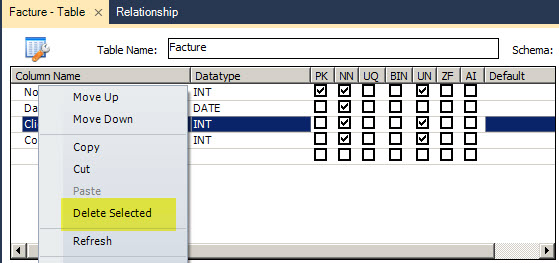 Facture - Table × Relationship
Table Name: Facture Schema:
Column Name Datatype PK NN UQ BIN UN ZF AI Default
No INT
Da DATE
Cli INT
Co INT
Move Up
Move Down
Copy
Cut
Paste
Delete Selected
Refresh